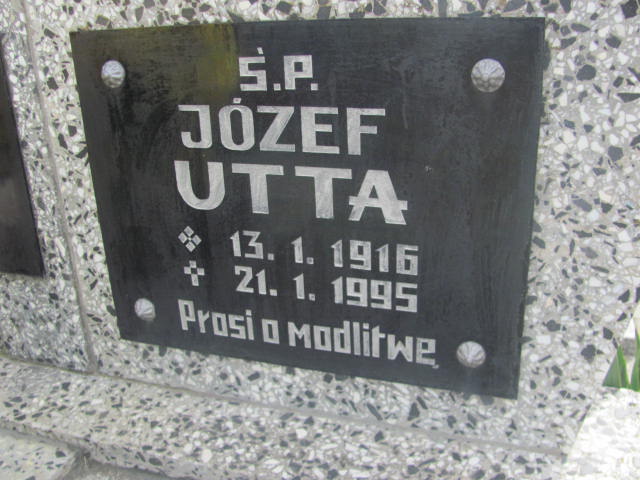 Ś.P.
JÓZEF
UTTA
13. 1. 1916
21. 1. 1995
Prosi o modlitwę